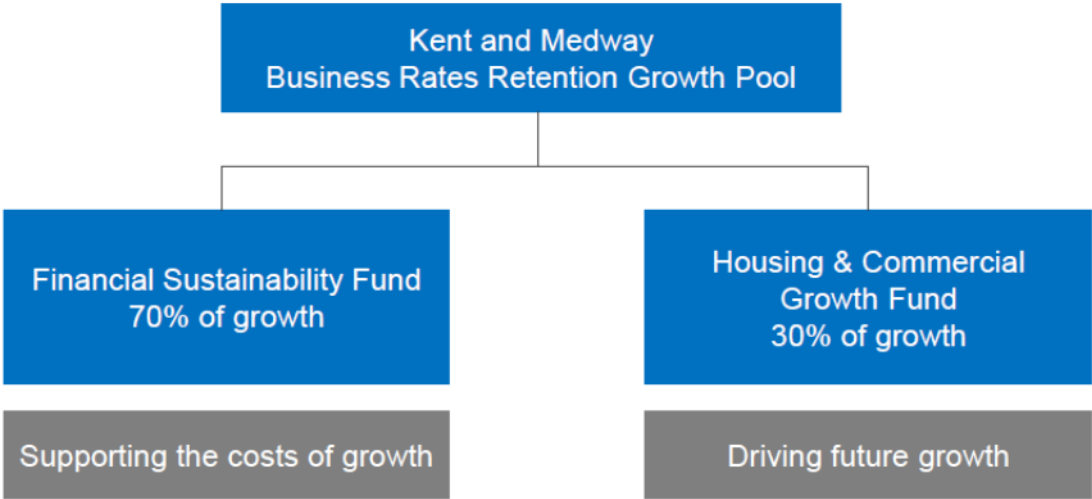 Kent and Medway
Business Rates Retention Growth Pool
Financial Sustainability Fund
70% of growth
Housing & Commercial
Growth Fund
30% of growth
Supporting the costs of growth
Driving future growth